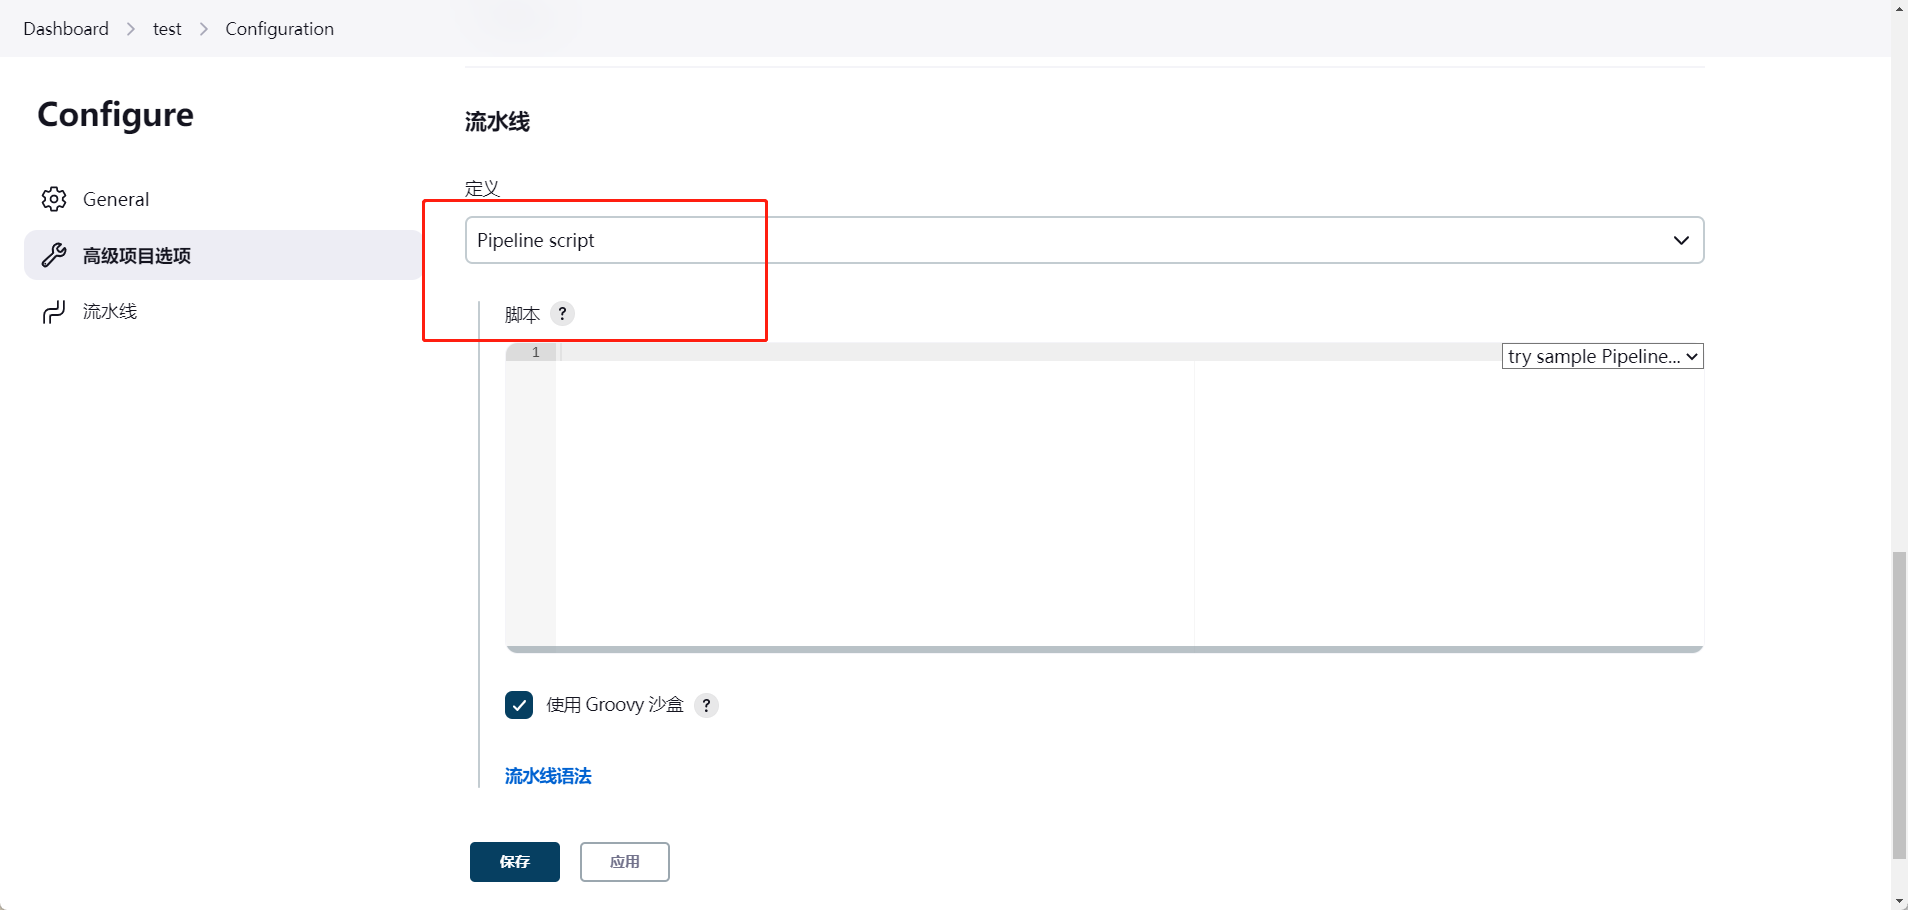 Dashboard > test > Configuration
Configure
General
高级项目选项
流水线
流水线
定义
Pipeline script
脚本 ?
1
try sample Pipeline...
使用 Groovy 沙盒 ?
流水线语法
保存
应用